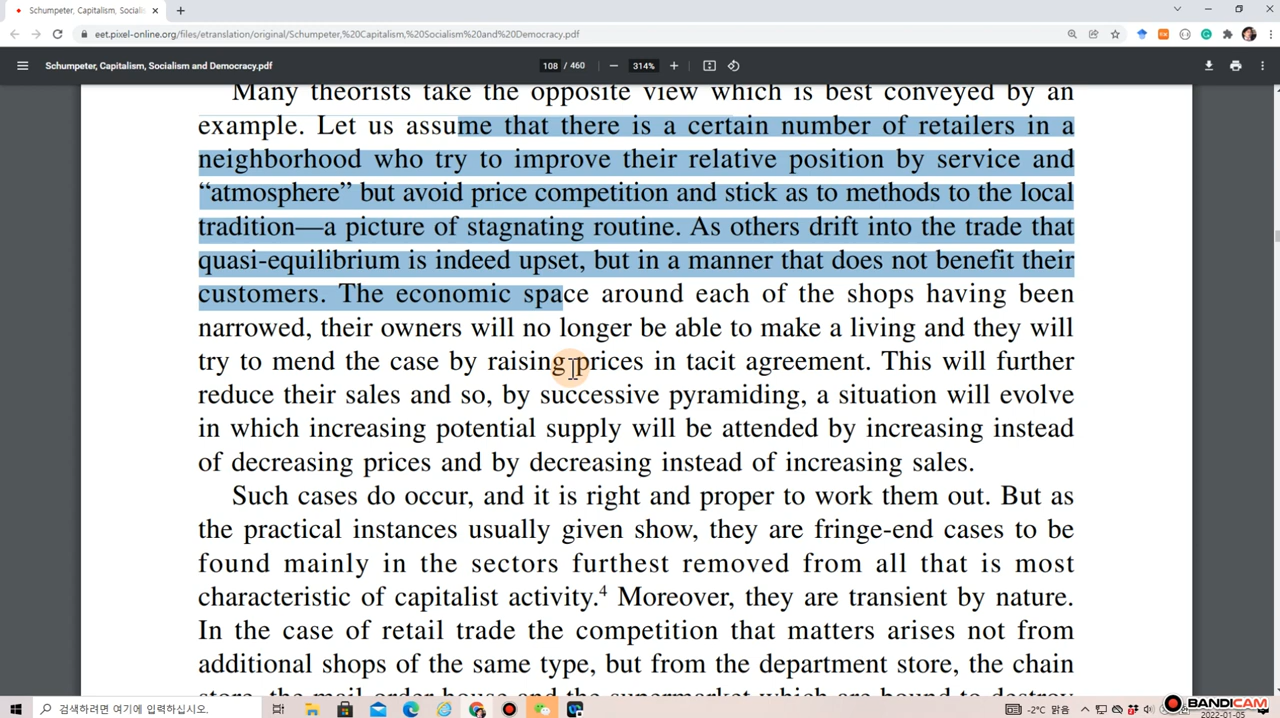 Schumpeter, Capitalism, Sociali
eet.pixel-online.org/files/etranslation/original/Schumpeter,%20Capitalism,%20Socialism%20and%20Democracy.pdf
Schumpeter, Capitalism, Socialism and Democracy.pdf
108 / 460
314%
Many theorists take the opposite view which is best conveyed by an
example. Let us assume that there is a certain number of retailers in a
neighborhood who try to improve their relative position by service and
“atmosphere” but avoid price competition and stick as to methods to the local
tradition—a picture of stagnating routine. As others drift into the trade that
quasi-equilibrium is indeed upset, but in a manner that does not benefit their
customers. The economic space around each of the shops having been
narrowed, their owners will no longer be able to make a living and they will
try to mend the case by raising prices in tacit agreement. This will further
reduce their sales and so, by successive pyramiding, a situation will evolve
in which increasing potential supply will be attended by increasing instead
of decreasing prices and by decreasing instead of increasing sales.
Such cases do occur, and it is right and proper to work them out. But as
the practical instances usually given show, they are fringe-end cases to be
found mainly in the sectors furthest removed from all that is most
characteristic of capitalist activity.4 Moreover, they are transient by nature.
In the case of retail trade the competition that matters arises not from
additional shops of the same type, but from the department store, the chain
store, the mail-order house and the supermarket which are bound to destroy
검색하려면 여기에 입력하십시오.
-2°C 맑음
2022-01-05
BANDICAM